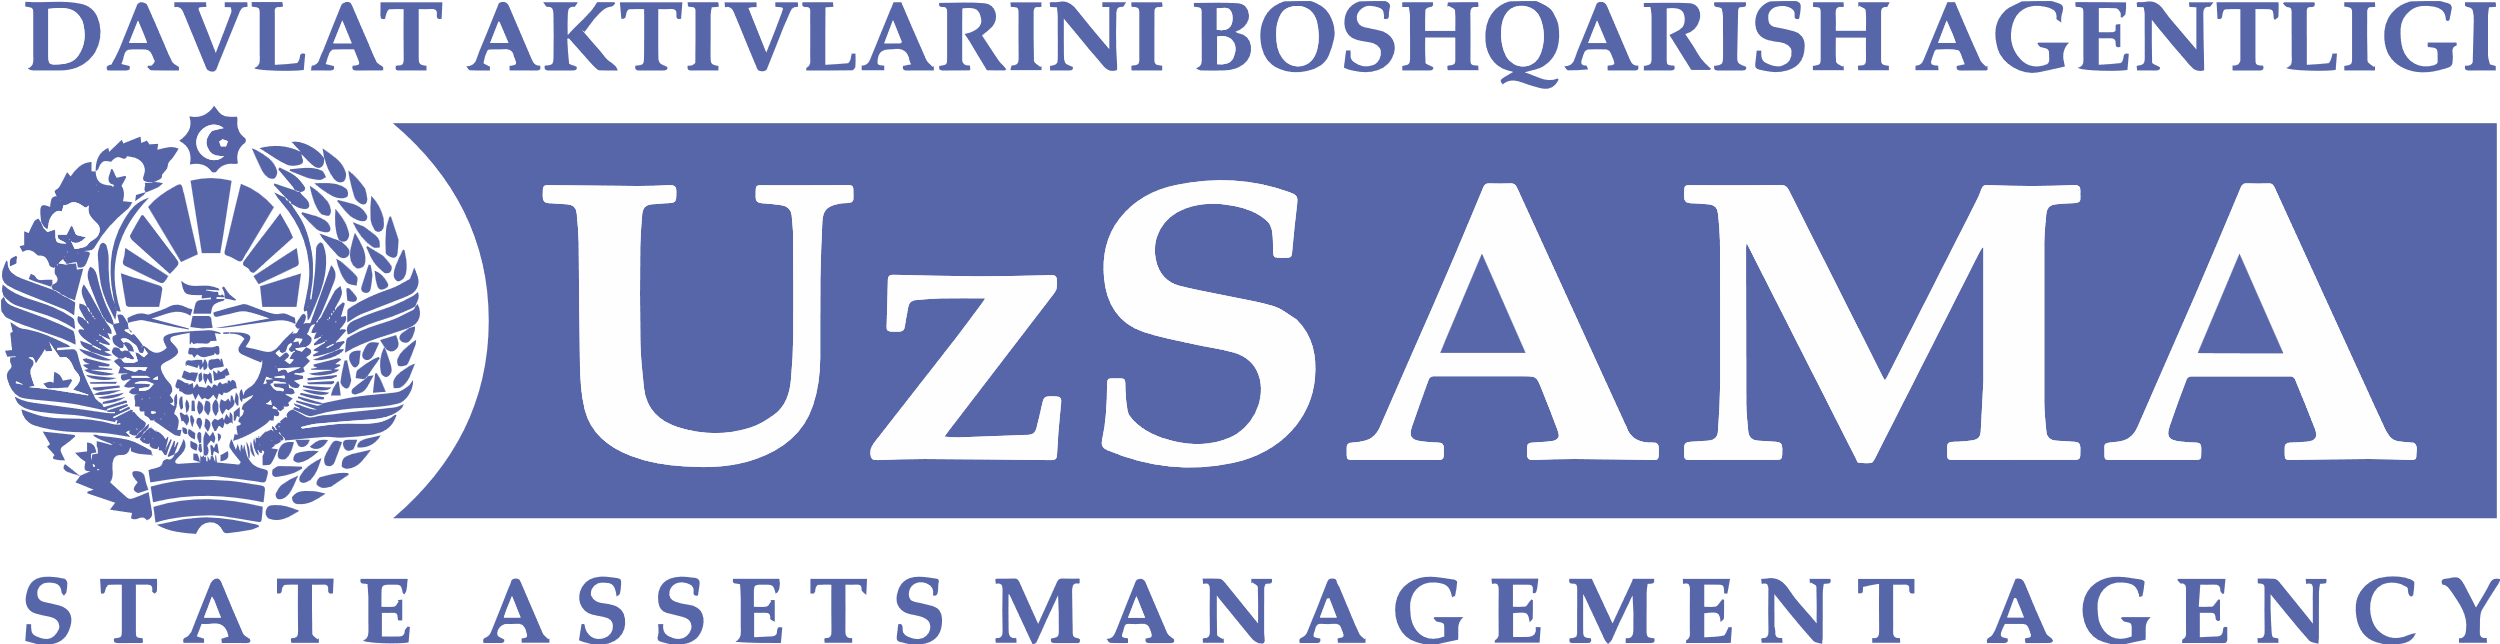 DAVLAT AKTIVLARINI BOSHQARISH AGENTLIGI
UzSAMA
STATE ASSETS MANAGEMENT AGENCY